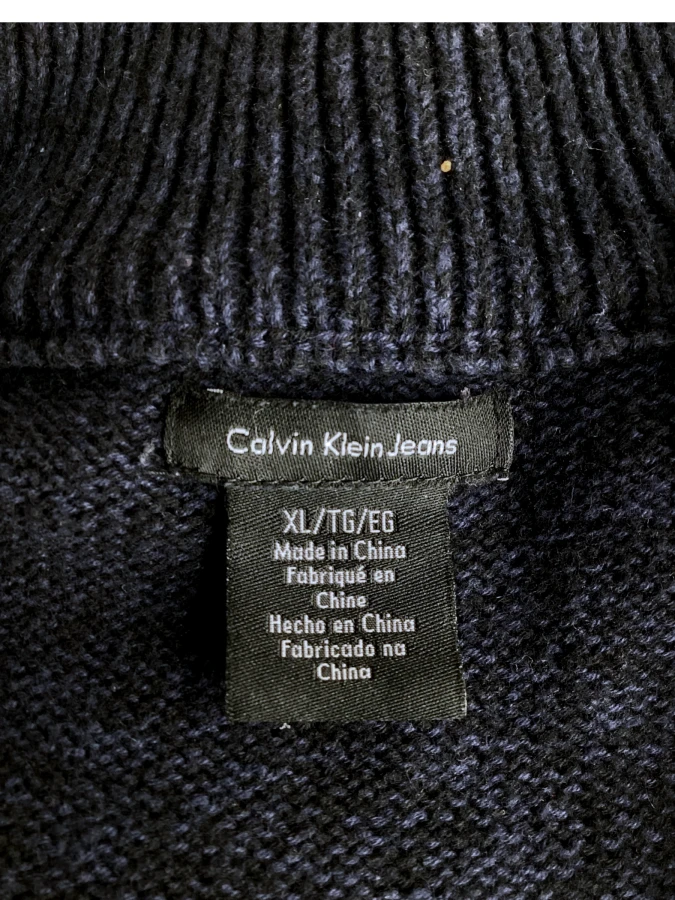 Calvin Klein Jeans
XL/TG/EG
Made in China
Fabriqué en
Chine
Hecho en China
Fabricado na
China